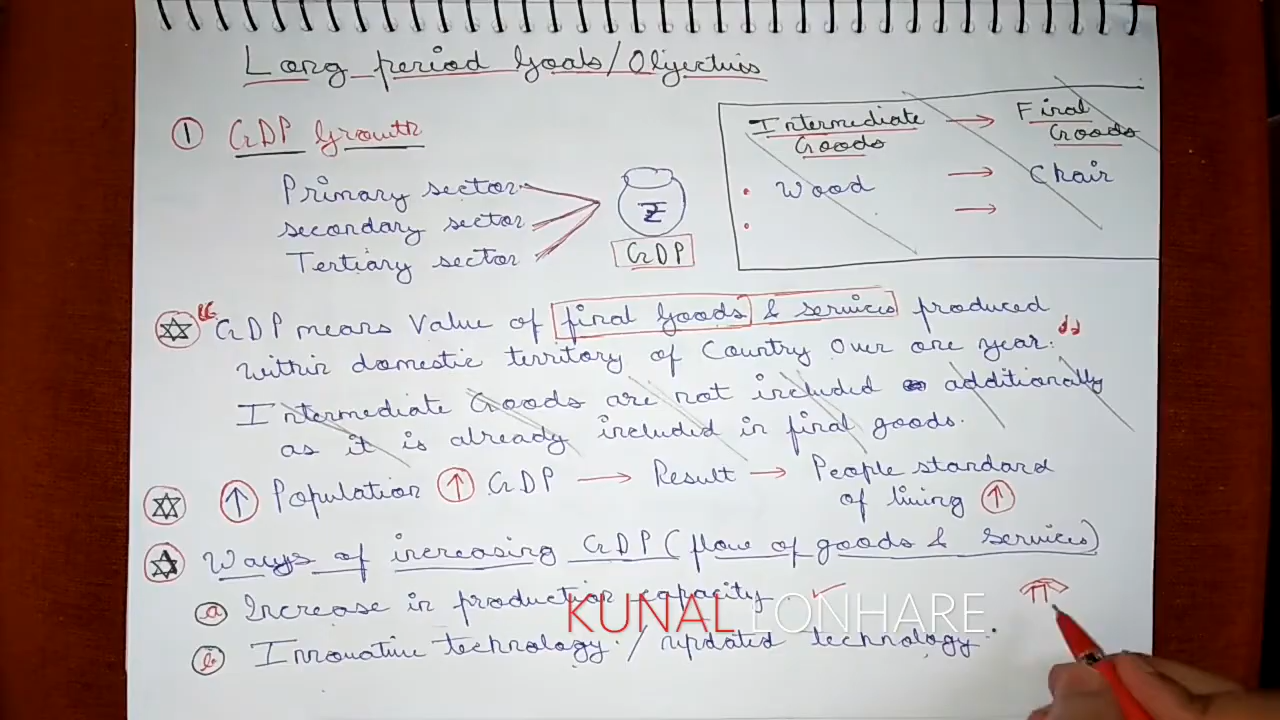 Long period Goals/Objectives
① GDP Growth
Primary sector
secondary sector
Tertiary sector
₹
GDP
Intermediate → Final
Goods Goods
• Wood → Chair
• →
"GDP means Value of final goods & services produced
within domestic territory of Country Over one year."
Intermediate Goods are not included additionally
as it is already included in final goods.
↑ Population ↑ GDP → Result → People standard
of living ↑
Ways of increasing GDP (flow of goods & services)
ⓐ Increase in production capacity ✓
ⓑ Innovative technology / updated technology.
KUNAL LONHARE